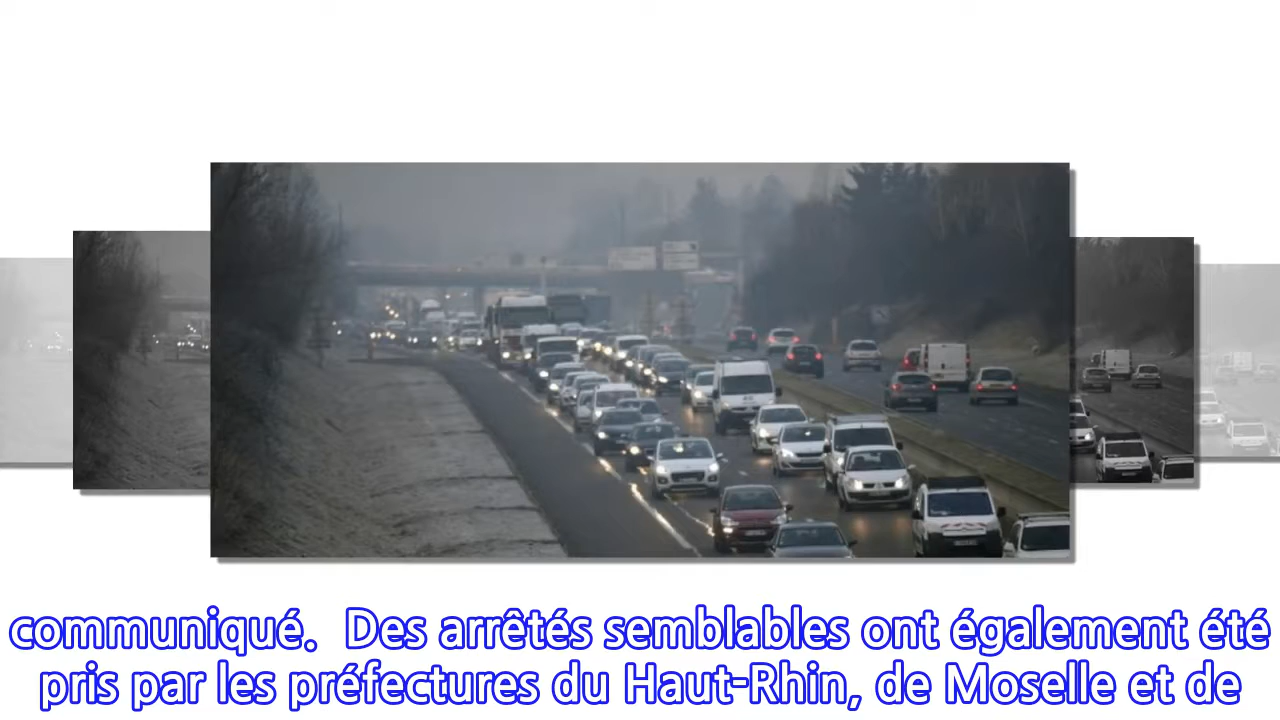 communiqué. Des arrêtés semblables ont également été
pris par les préfectures du Haut-Rhin, de Moselle et de